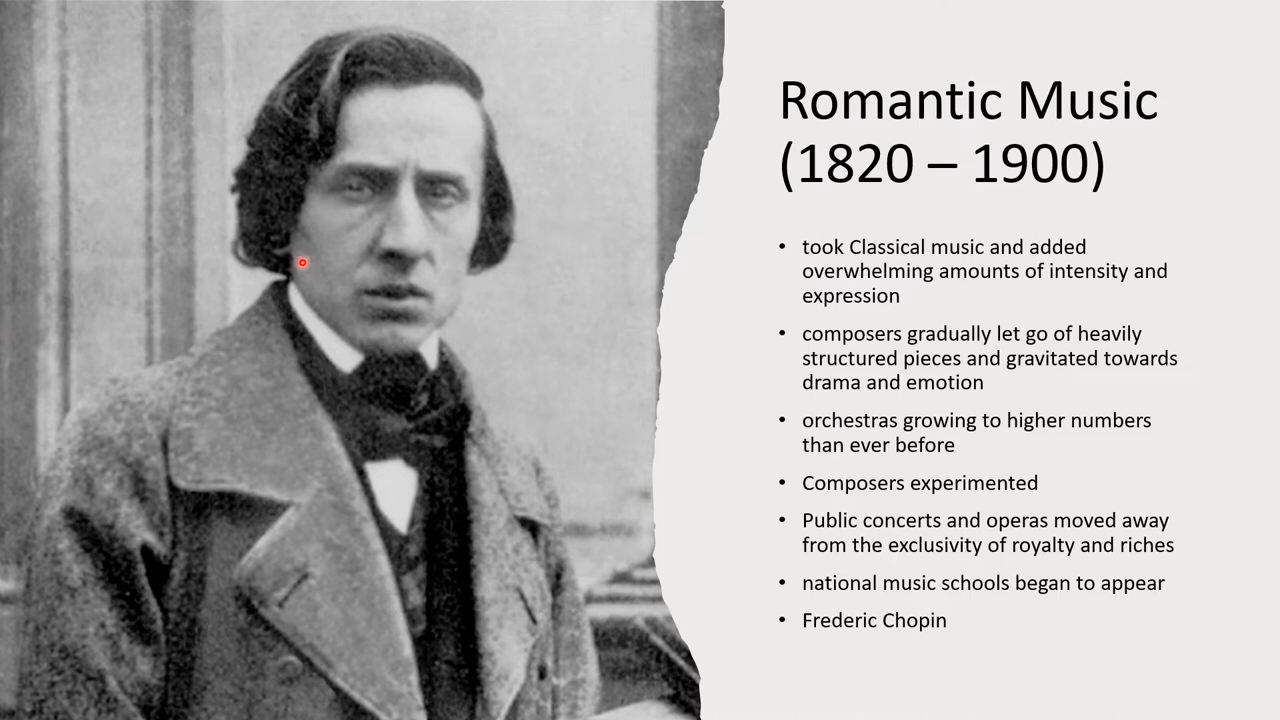 Romantic Music
(1820 – 1900)
• took Classical music and added
overwhelming amounts of intensity and
expression
• composers gradually let go of heavily
structured pieces and gravitated towards
drama and emotion
• orchestras growing to higher numbers
than ever before
• Composers experimented
• Public concerts and operas moved away
from the exclusivity of royalty and riches
• national music schools began to appear
• Frederic Chopin